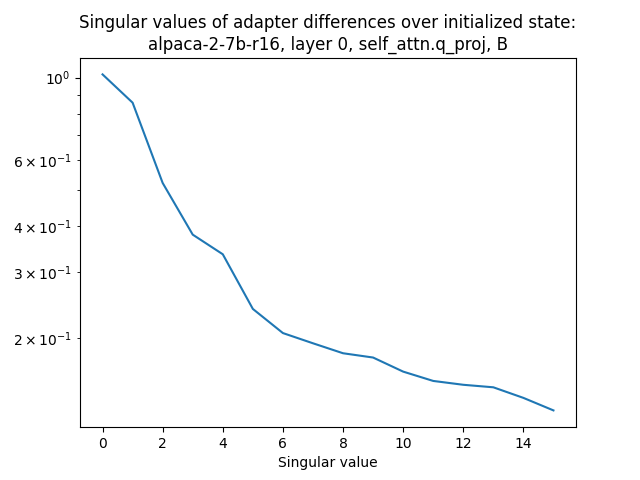 Singular values of adapter differences over initialized state:
alpaca-2-7b-r16, layer 0, self_attn.q_proj, B
10⁰
6 × 10⁻¹
4 × 10⁻¹
3 × 10⁻¹
2 × 10⁻¹
0 2 4 6 8 10 12 14
Singular value